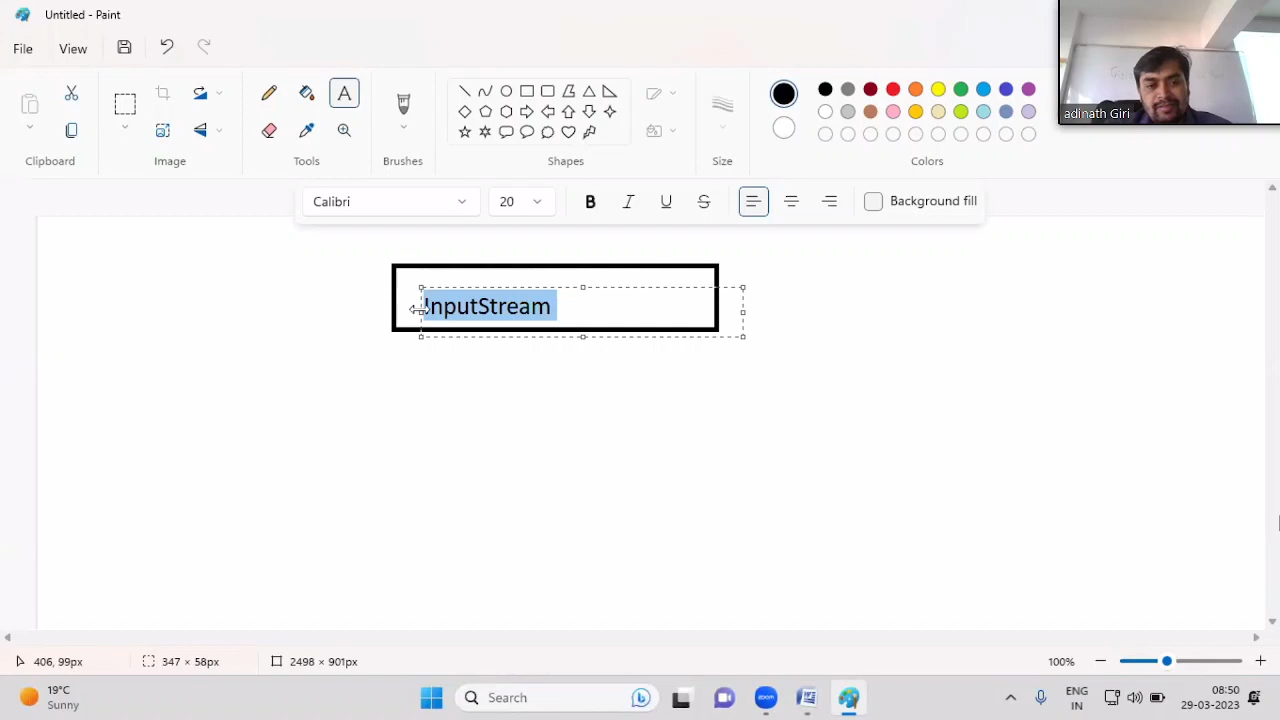 Untitled - Paint
File
View
Clipboard
Image
Tools
Brushes
Shapes
Size
Colors
adinath Giri
Calibri
20
B
I
U
S
Background fill
InputStream
406, 99px
347 × 58px
2498 × 901px
100%
19°C
Sunny
Search
ENG
IN
08:50
29-03-2023